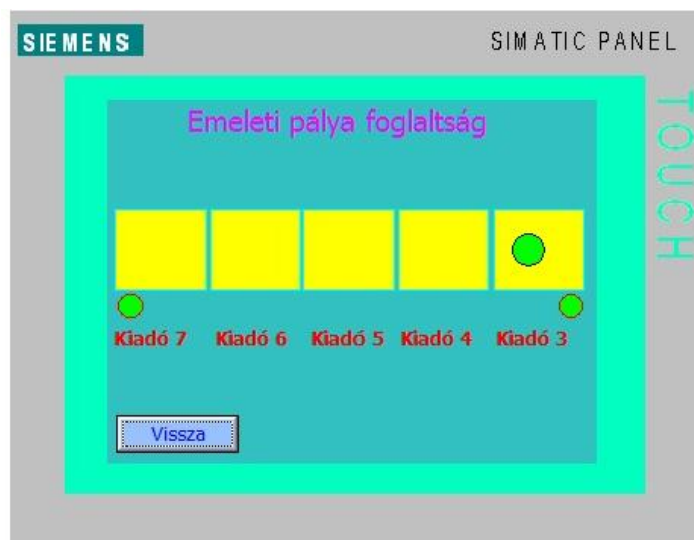 SIEMENS
SIMATIC PANEL
TOUCH
Emeleti pálya foglaltság
Kiadó 7 Kiadó 6 Kiadó 5 Kiadó 4 Kiadó 3
Vissza